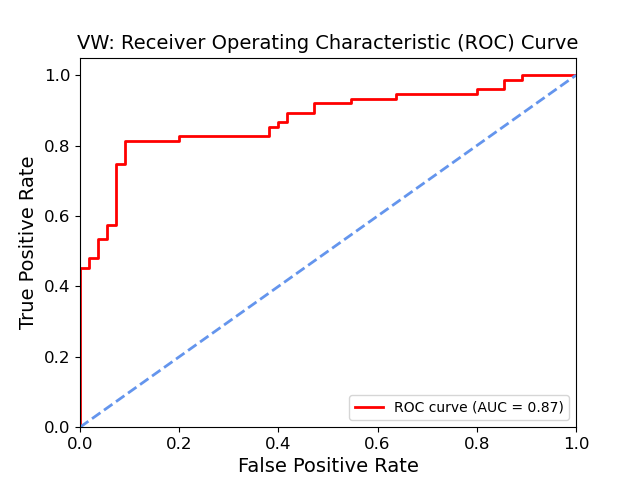 VW: Receiver Operating Characteristic (ROC) Curve
True Positive Rate
1.0
0.8
0.6
0.4
0.2
0.0
0.0 0.2 0.4 0.6 0.8 1.0
False Positive Rate
ROC curve (AUC = 0.87)